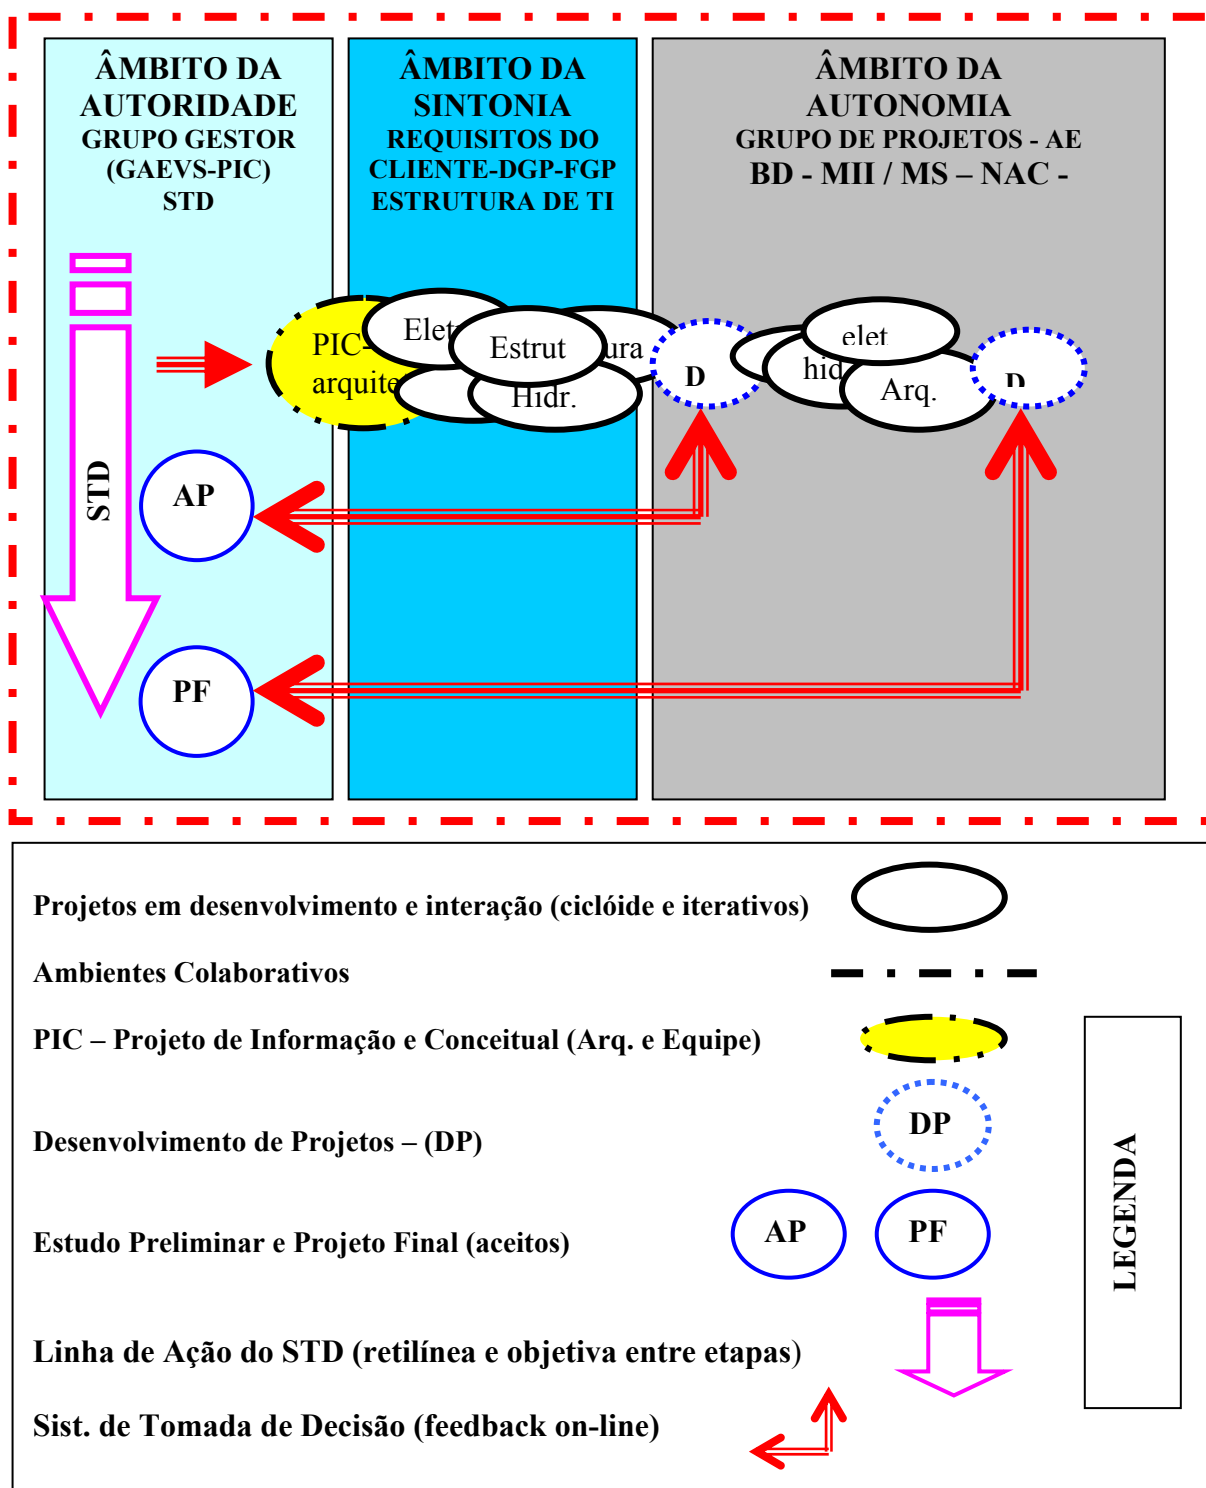 ÂMBITO DA
AUTORIDADE
GRUPO GESTOR
(GAEVS-PIC)
STD
ÂMBITO DA
SINTONIA
REQUISITOS DO
CLIENTE-DGP-FGP
ESTRUTURA DE TI
ÂMBITO DA
AUTONOMIA
GRUPO DE PROJETOS - AE
BD - MII / MS – NAC -
PIC-
arquite
Elet
Estrut
ura
Hidr.
D
elet
hid
Arq.
D
STD
AP
PF
Projetos em desenvolvimento e interação (ciclóide e iterativos)
Ambientes Colaborativos
PIC – Projeto de Informação e Conceitual (Arq. e Equipe)
Desenvolvimento de Projetos – (DP)
DP
Estudo Preliminar e Projeto Final (aceitos)
AP
PF
Linha de Ação do STD (retilínea e objetiva entre etapas)
Sist. de Tomada de Decisão (feedback on-line)
LEGENDA